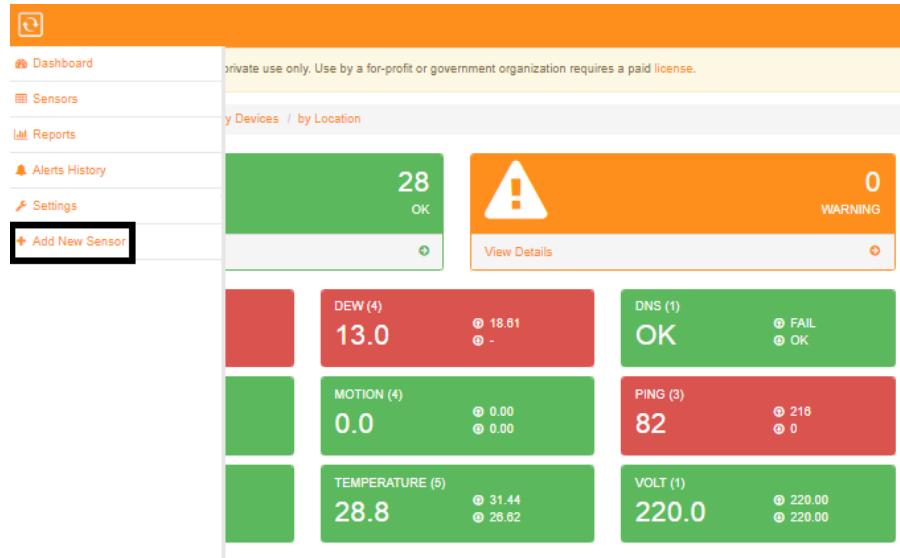 Dashboard
private use only. Use by a for-profit or government organization requires a paid license.
Sensors
y Devices / by Location
Reports
Alerts History
Settings
Add New Sensor
28
OK
0
WARNING
View Details
DEW (4)
13.0
18.61
-
DNS (1)
OK
FAIL
OK
MOTION (4)
0.0
0.00
0.00
PING (3)
82
216
0
TEMPERATURE (5)
28.8
31.44
26.62
VOLT (1)
220.0
220.00
220.00